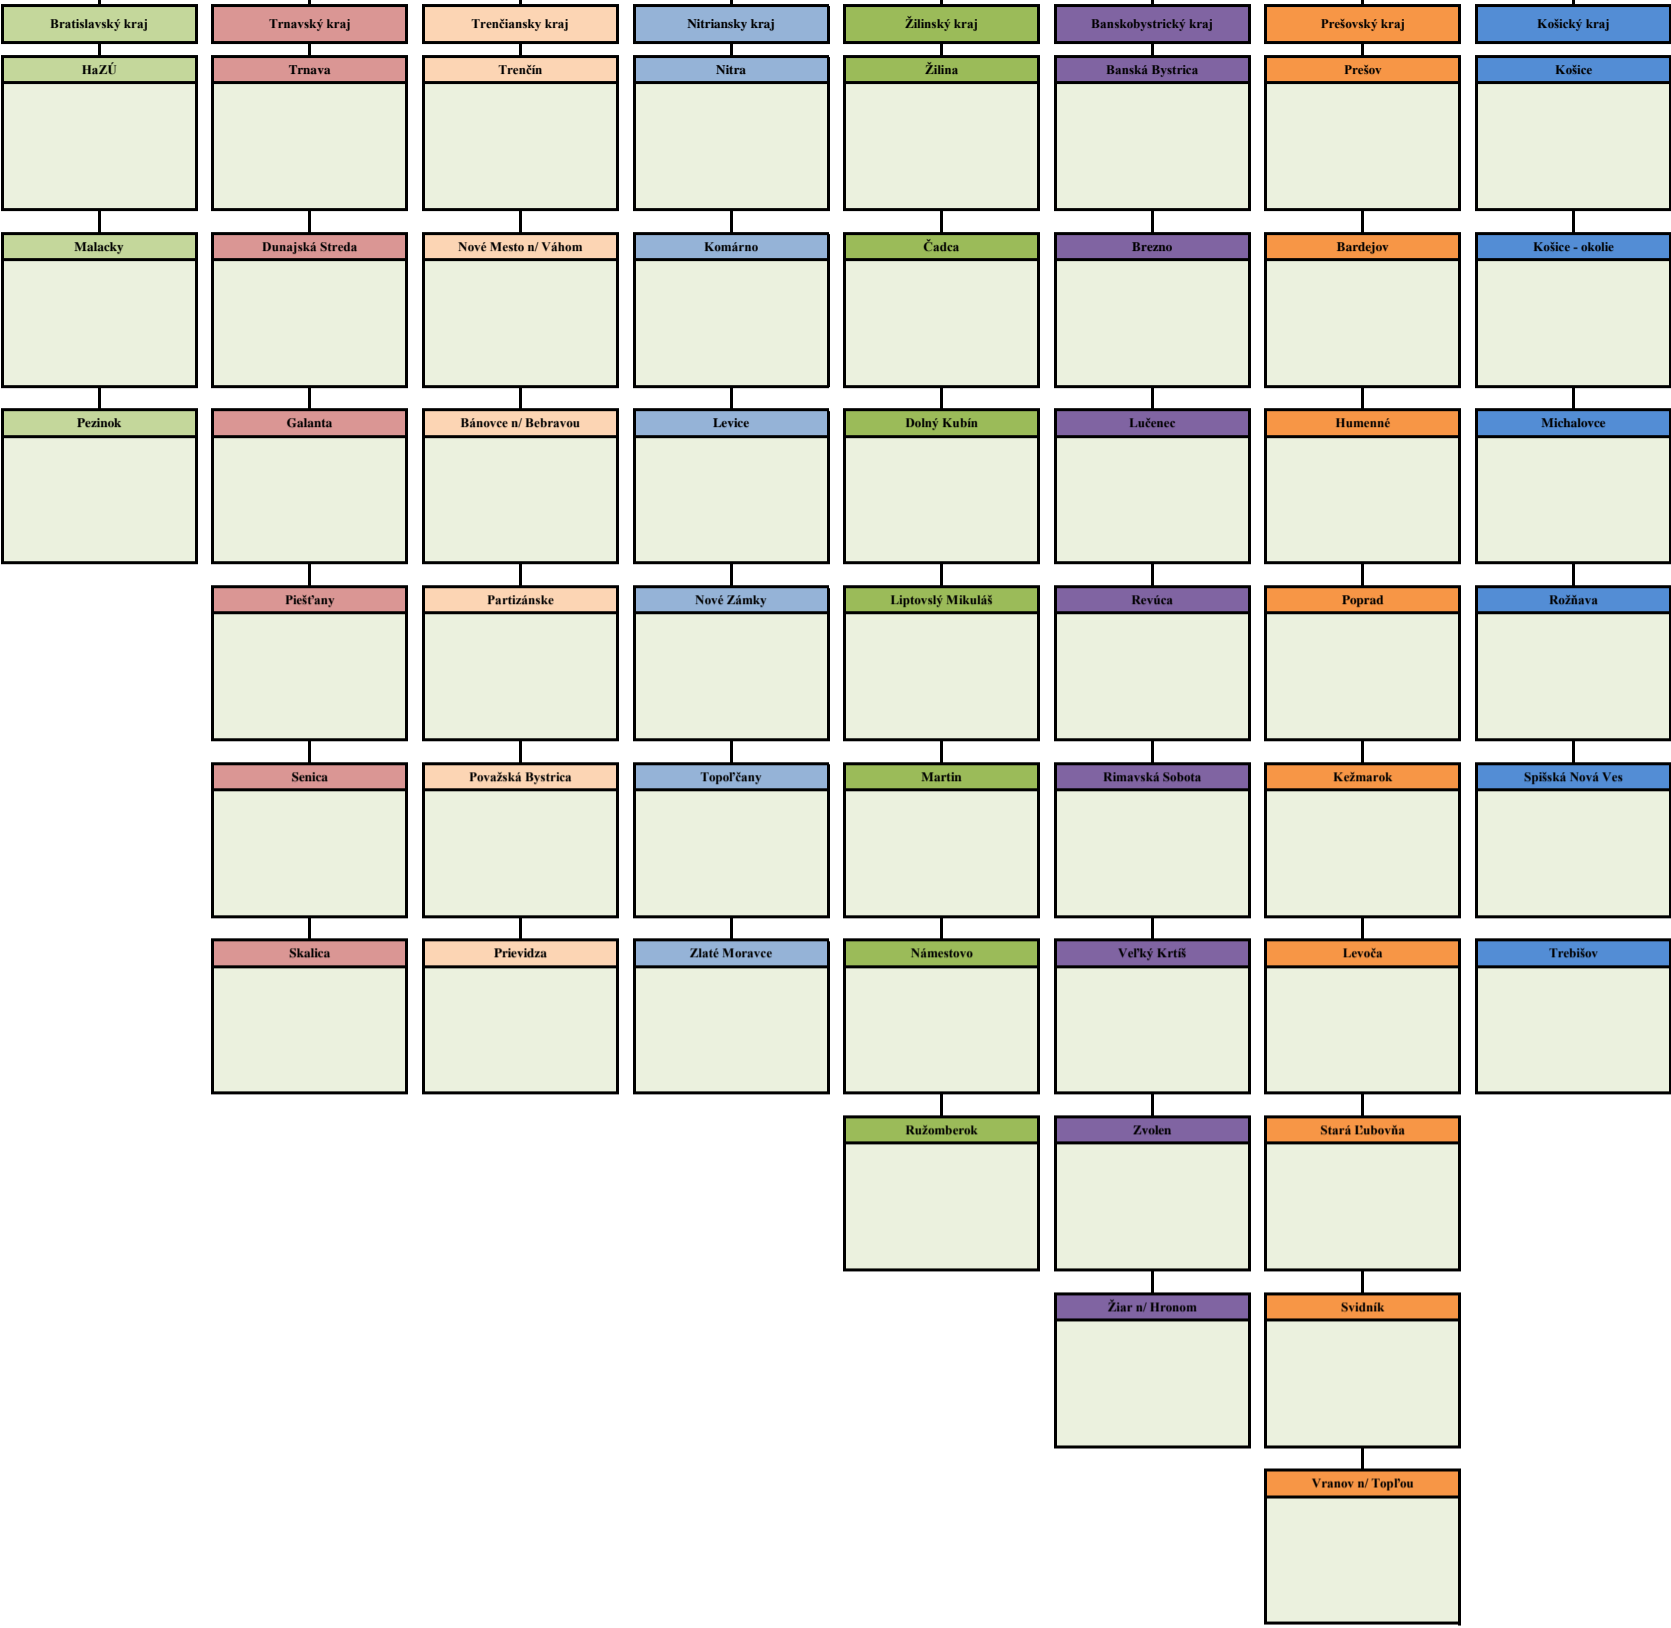 Bratislavský kraj
Trnavský kraj
Trenčiansky kraj
Nitriansky kraj
Žilinský kraj
Banskobystrický kraj
Prešovský kraj
Košický kraj
HaZÚ
Trnava
Trenčín
Nitra
Žilina
Banská Bystrica
Prešov
Košice
Malacky
Dunajská Streda
Nové Mesto n/ Váhom
Komárno
Čadca
Brezno
Bardejov
Košice - okolie
Pezinok
Galanta
Bánovce n/ Bebravou
Levice
Dolný Kubín
Lučenec
Humenné
Michalovce
Piešťany
Partizánske
Nové Zámky
Liptovslý Mikuláš
Revúca
Poprad
Rožňava
Senica
Považská Bystrica
Topoľčany
Martin
Rimavská Sobota
Kežmarok
Spišská Nová Ves
Skalica
Prievidza
Zlaté Moravce
Námestovo
Veľký Krtíš
Levoča
Trebišov
Ružomberok
Zvolen
Stará Ľubovňa
Žiar n/ Hronom
Svidník
Vranov n/ Topľou